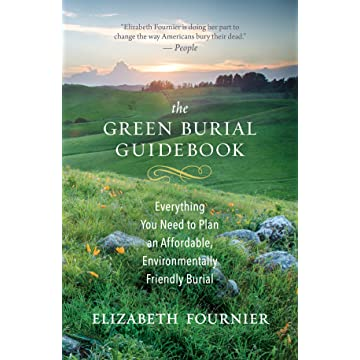 "Elizabeth Fournier is doing her part to
change the way Americans bury their dead."
— People
the
GREEN BURIAL
GUIDEBOOK
Everything
You Need to Plan
an Affordable,
Environmentally
Friendly Burial
ELIZABETH FOURNIER